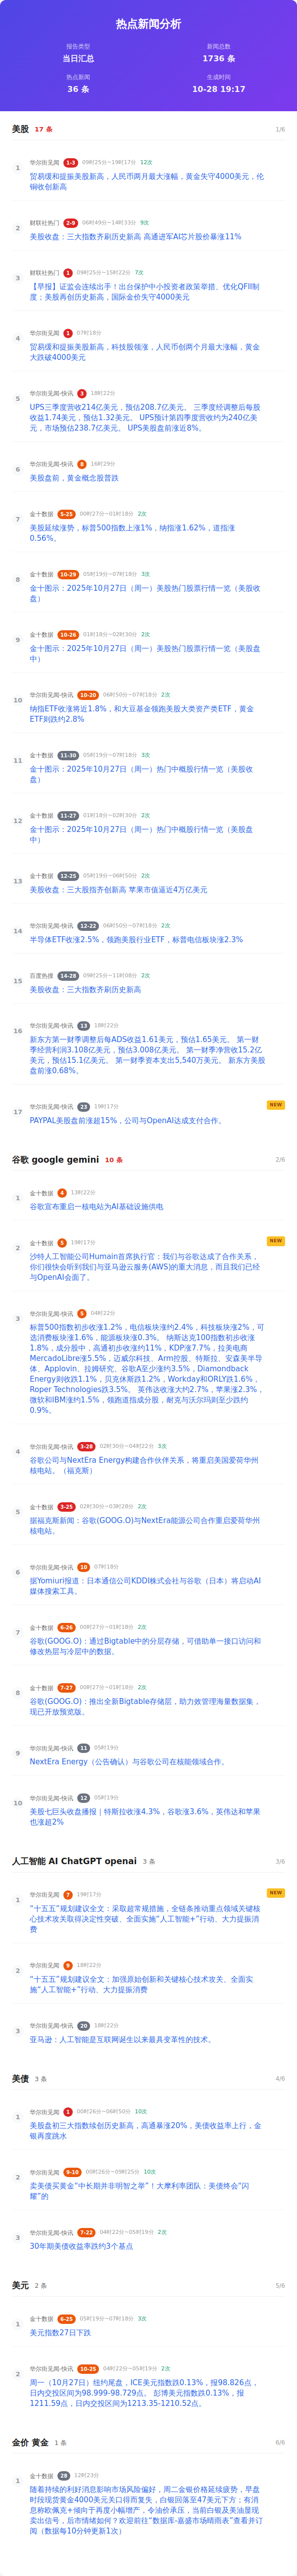 热点新闻分析
报告类型
新闻总数
当日汇总
1736 条
热点新闻
生成时间
36 条
10-28 19:17
美股 17 条
1/6
1
华尔街见闻 1-3 09时25分~19时17分 12次
贸易缓和提振美股新高，人民币两月最大涨幅，黄金失守4000美元，伦
铜收创新高
2
财联社热门 2-9 06时49分~14时33分 9次
美股收盘：三大指数齐刷历史新高 高通进军AI芯片股价暴涨11%
3
财联社热门 1 09时25分~15时22分 7次
【早报】证监会连续出手！出台保护中小投资者政策举措、优化QFII制
度；美股再创历史新高，国际金价失守4000美元
4
华尔街见闻 1 07时18分
贸易缓和提振美股新高，科技股领涨，人民币创两个月最大涨幅，黄金
大跌破4000美元
5
华尔街见闻-快讯 3 18时22分
UPS三季度营收214亿美元，预估208.7亿美元。 三季度经调整后每股
收益1.74美元，预估1.32美元。 UPS预计第四季度营收约为240亿美
元，市场预估238.7亿美元。 UPS美股盘前涨近8%。
6
华尔街见闻-快讯 8 16时29分
美股盘前，黄金概念股普跌
7
金十数据 5-25 00时27分~01时18分 2次
美股延续涨势，标普500指数上涨1%，纳指涨1.62%，道指涨
0.56%。
8
金十数据 10-29 05时19分~07时18分 3次
金十图示：2025年10月27日（周一）美股热门股票行情一览（美股收
盘）
9
金十数据 10-26 01时18分~02时30分 2次
金十图示：2025年10月27日（周一）美股热门股票行情一览（美股盘
中）
10
华尔街见闻-快讯 10-20 06时50分~07时18分 2次
纳指ETF收涨将近1.8%，和大豆基金领跑美股大类资产类ETF，黄金
ETF则跌约2.8%
11
金十数据 11-30 05时19分~07时18分 3次
金十图示：2025年10月27日（周一）热门中概股行情一览（美股收
盘）
12
金十数据 11-27 01时18分~02时30分 2次
金十图示：2025年10月27日（周一）热门中概股行情一览（美股盘
中）
13
金十数据 12-25 05时19分~06时50分 2次
美股收盘：三大股指齐创新高 苹果市值逼近4万亿美元
14
华尔街见闻-快讯 12-22 06时50分~07时18分 2次
半导体ETF收涨2.5%，领跑美股行业ETF，标普电信板块涨2.3%
15
百度热搜 14-28 09时25分~11时08分 2次
美股收盘：三大指数齐刷历史新高
16
华尔街见闻-快讯 13 18时22分
新东方第一财季调整后每ADS收益1.61美元，预估1.65美元。 第一财
季经营利润3.108亿美元，预估3.008亿美元。 第一财季净营收15.2亿
美元，预估15.1亿美元。 第一财季资本支出5,540万美元。 新东方美股
盘前涨0.68%。
17
华尔街见闻-快讯 23 19时17分
NEW
PAYPAL美股盘前涨超15%，公司与OpenAI达成支付合作。
谷歌 google gemini 10 条
2/6
1
金十数据 4 13时22分
谷歌宣布重启一核电站为AI基础设施供电
2
金十数据 5 19时17分
NEW
沙特人工智能公司Humain首席执行官：我们与谷歌达成了合作关系，
你们很快会听到我们与亚马逊云服务(AWS)的重大消息，而且我们已经
与OpenAI会面了。
3
华尔街见闻-快讯 5 04时22分
标普500指数初步收涨1.2%，电信板块涨约2.4%，科技板块涨2%，可
选消费板块涨1.6%，能源板块涨0.3%。 纳斯达克100指数初步收涨
1.8%，成分股中，高通初步收涨约11%，KDP涨7.7%，拉美电商
MercadoLibre涨5.5%，迈威尔科技、Arm控股、特斯拉、安森美半导
体、Applovin、拉姆研究、谷歌A至少涨约3.5%，Diamondback
Energy则收跌1.1%，贝克休斯跌1.2%，Workday和ORLY跌1.6%，
Roper Technologies跌3.5%。 英伟达收涨大约2.7%，苹果涨2.3%，
微软和IBM涨约1.5%，领跑道指成分股，耐克与沃尔玛则至少跌约
0.9%。
4
华尔街见闻-快讯 3-28 02时30分~04时22分 3次
谷歌公司与NextEra Energy构建合作伙伴关系，将重启美国爱荷华州
核电站。（福克斯）
5
金十数据 3-25 02时30分~03时28分 2次
据福克斯新闻：谷歌(GOOG.O)与NextEra能源公司合作重启爱荷华州
核电站。
6
华尔街见闻-快讯 10 07时18分
据Yomiuri报道：日本通信公司KDDI株式会社与谷歌（日本）将启动AI
媒体搜索工具。
7
金十数据 6-26 00时27分~01时18分 2次
谷歌(GOOG.O)：通过Bigtable中的分层存储，可借助单一接口访问和
修改热层与冷层中的数据。
8
金十数据 7-27 00时27分~01时18分 2次
谷歌(GOOG.O)：推出全新Bigtable存储层，助力效管理海量数据集，
现已开放预览版。
9
华尔街见闻-快讯 11 05时19分
NextEra Energy（公告确认）与谷歌公司在核能领域合作。
10
华尔街见闻-快讯 12 05时19分
美股七巨头收盘播报｜特斯拉收涨4.3%，谷歌涨3.6%，英伟达和苹果
也涨超2%
人工智能 AI ChatGPT openai 3 条
3/6
1
华尔街见闻 7 19时17分
NEW
“十五五”规划建议全文：采取超常规措施，全链条推动重点领域关键核
心技术攻关取得决定性突破、全面实施“人工智能+”行动、大力提振消
费
2
华尔街见闻 9 18时22分
“十五五”规划建议全文：加强原始创新和关键核心技术攻关、全面实
施“人工智能+”行动、大力提振消费
3
华尔街见闻-快讯 20 18时22分
亚马逊：人工智能是互联网诞生以来最具变革性的技术。
美债 3 条
4/6
1
华尔街见闻 1 00时26分~06时50分 10次
美股盘初三大指数续创历史新高，高通暴涨20%，美债收益率上行，金
银再度跳水
2
华尔街见闻 9-10 00时26分~09时25分 10次
卖美债买黄金“中长期并非明智之举”！大摩利率团队：美债终会“闪
耀”的
3
华尔街见闻-快讯 7-22 04时22分~05时19分 2次
30年期美债收益率跌约3个基点
美元 2 条
5/6
1
金十数据 6-25 05时19分~07时18分 3次
美元指数27日下跌
2
华尔街见闻-快讯 10-25 04时22分~05时19分 2次
周一（10月27日）纽约尾盘，ICE美元指数跌0.13%，报98.826点，
日内交投区间为98.999-98.729点。 彭博美元指数跌0.13%，报
1211.59点，日内交投区间为1213.35-1210.52点。
金价 黄金 1 条
6/6
1
金十数据 28 12时23分
随着持续的利好消息影响市场风险偏好，周二金银价格延续疲势，早盘
时段现货黄金4000美元关口得而复失，白银回落至47美元下方；有消
息称欧佩克+倾向于再度小幅增产，令油价承压，当前白银及美油显现
卖出信号，后市情绪如何？欢迎前往“数据库-嘉盛市场晴雨表”查看并订
阅（数据每10分钟更新1次）